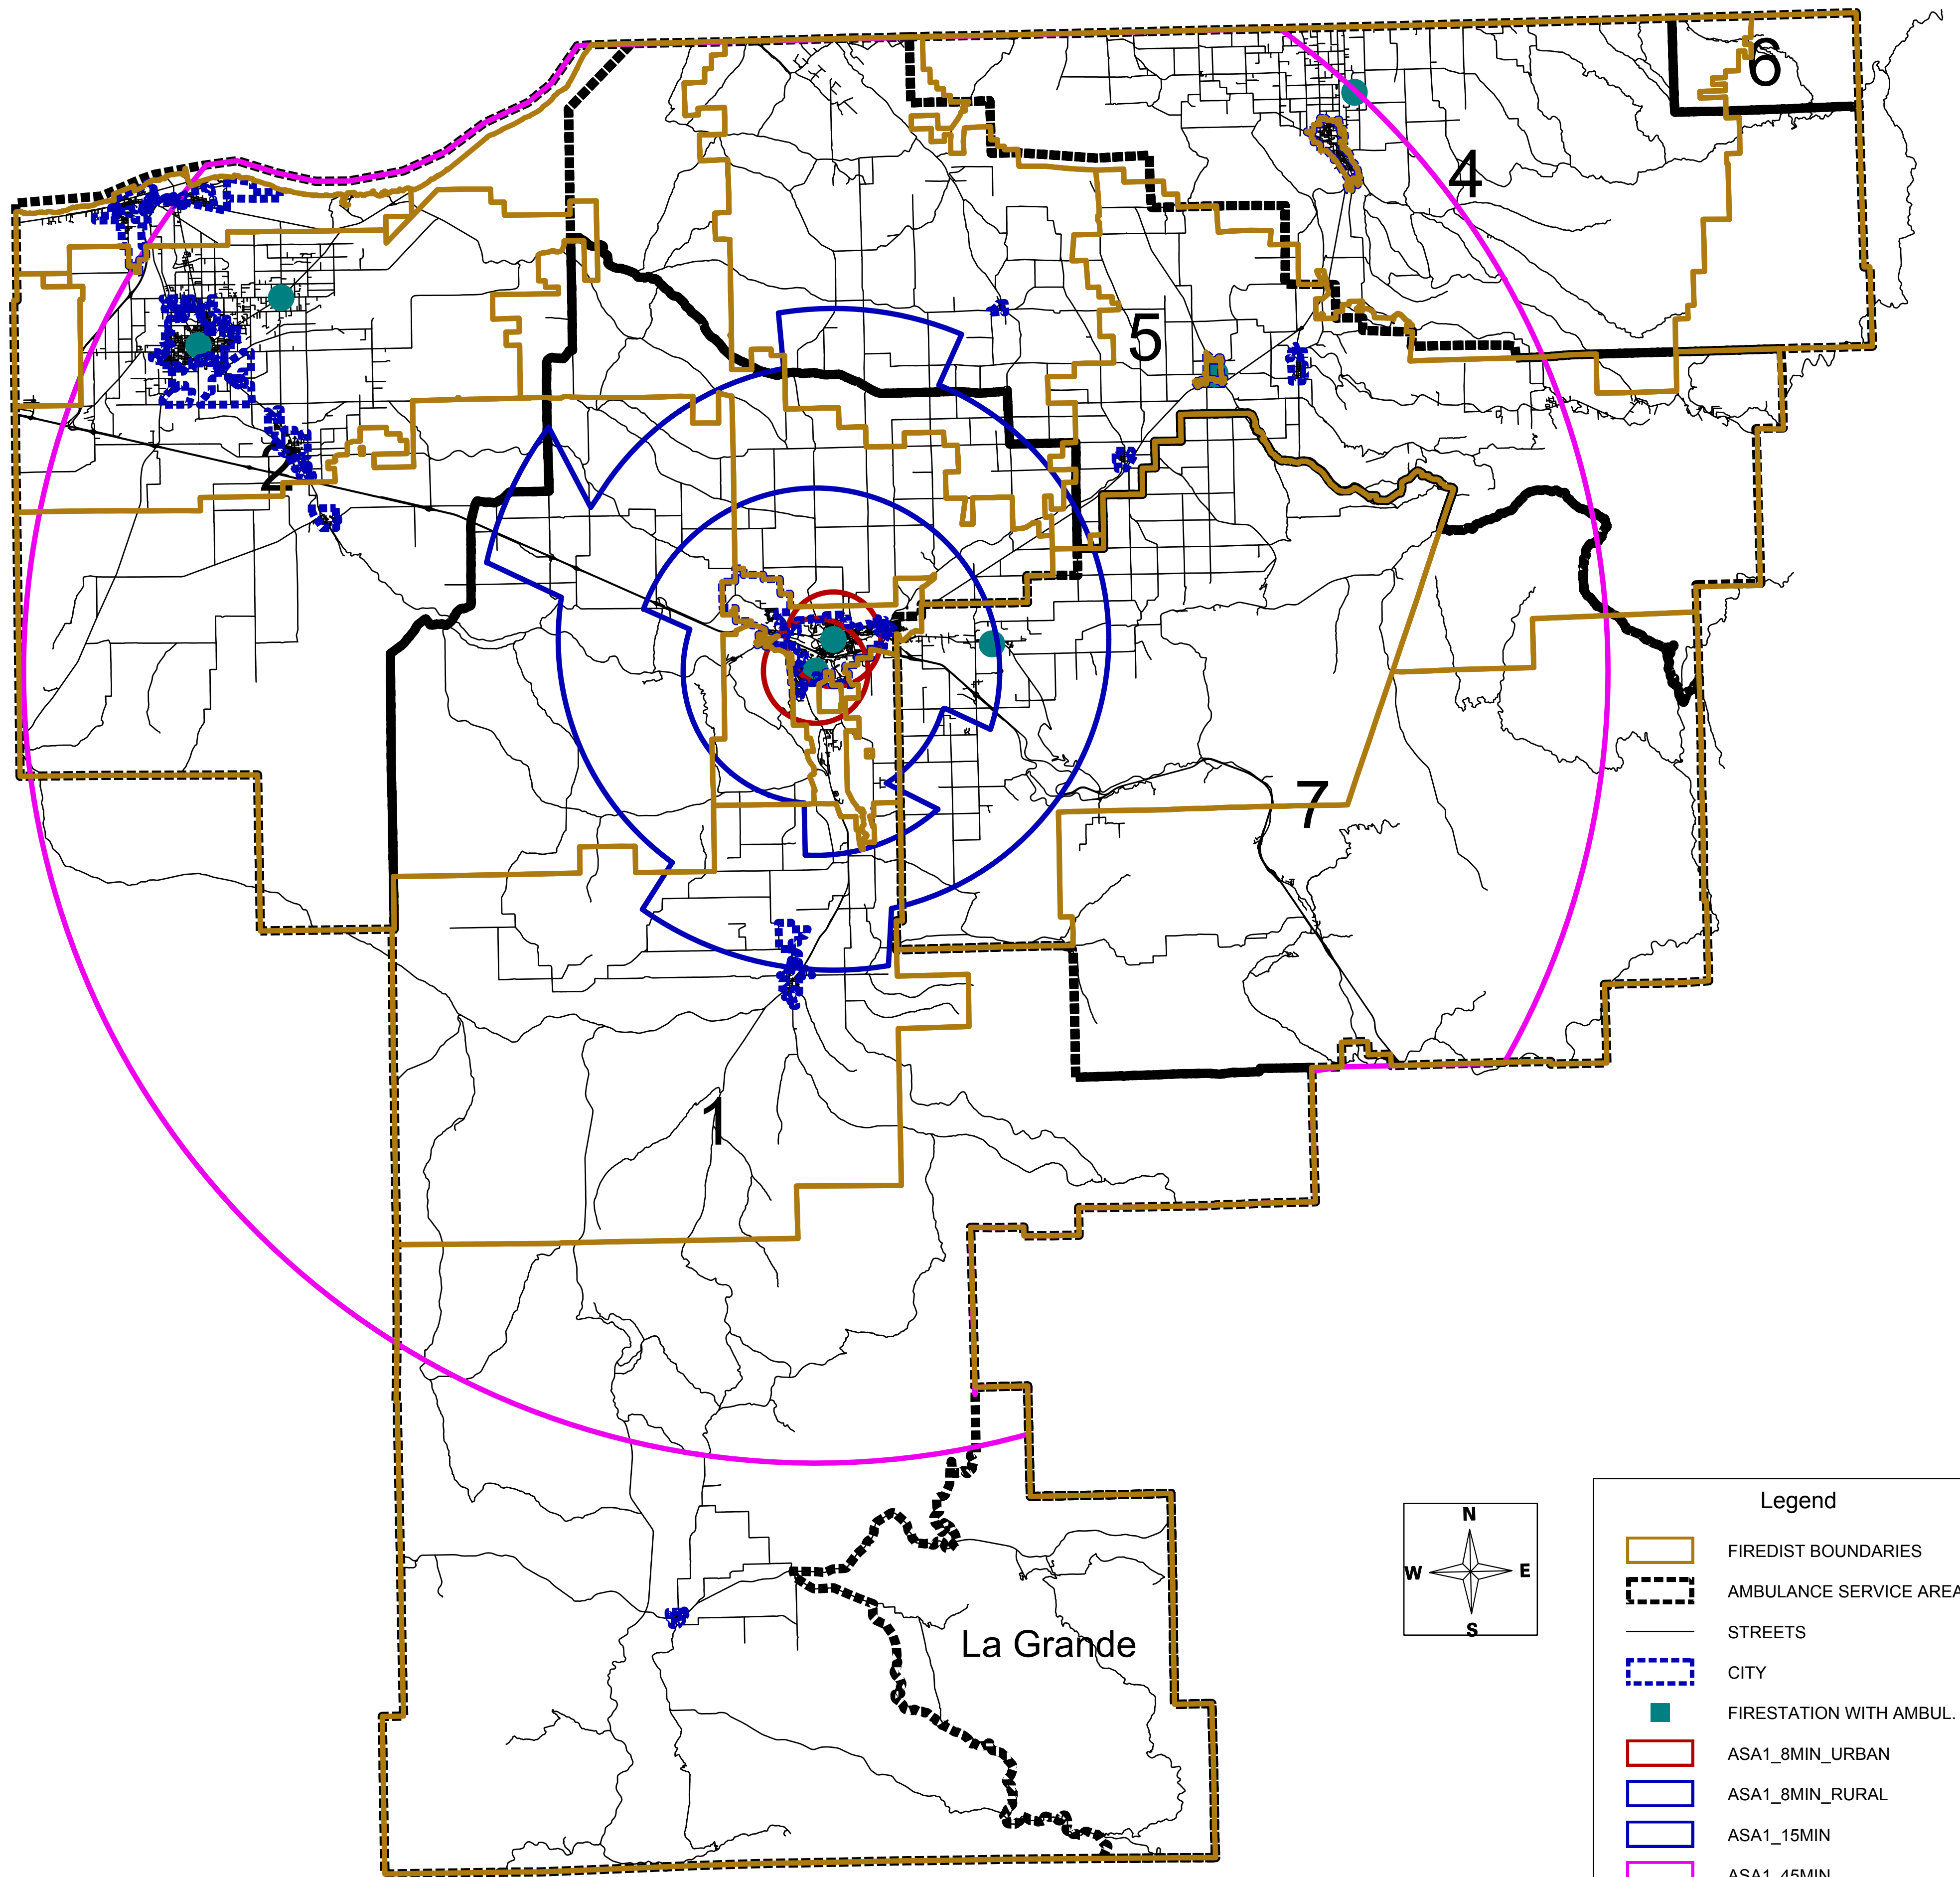 6
4
5
2
7
1
La Grande
N
W E
S
Legend
FIREDIST BOUNDARIES
AMBULANCE SERVICE AREA
STREETS
CITY
FIRESTATION WITH AMBUL.
ASA1_8MIN_URBAN
ASA1_8MIN_RURAL
ASA1_15MIN
ASA1_45MIN